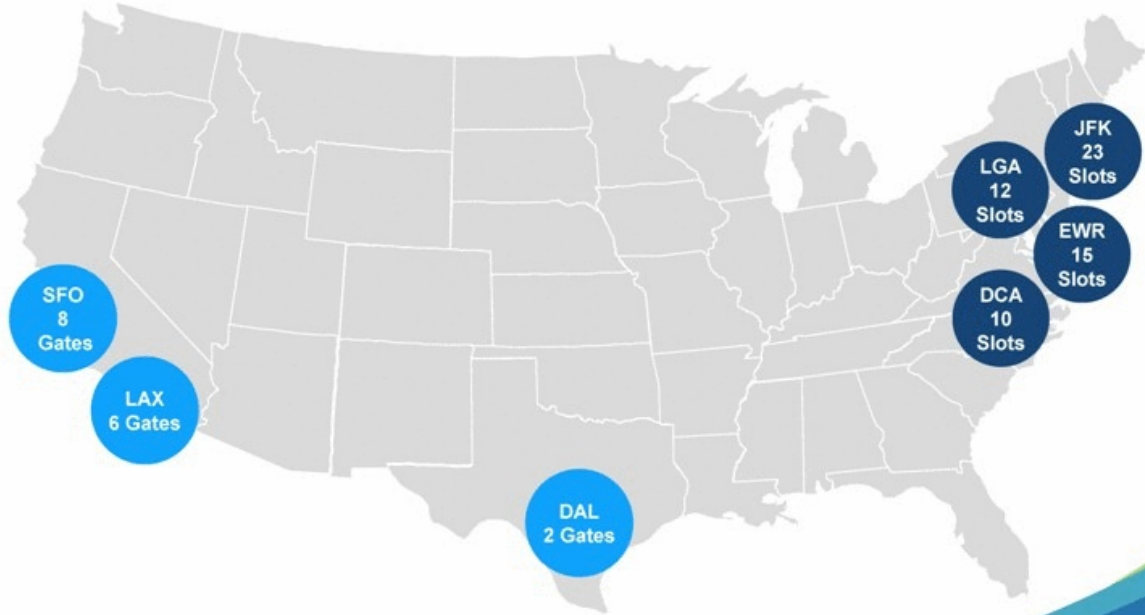 JFK
23
Slots
LGA
12
Slots
EWR
15
Slots
DCA
10
Slots
SFO
8
Gates
LAX
6 Gates
DAL
2 Gates